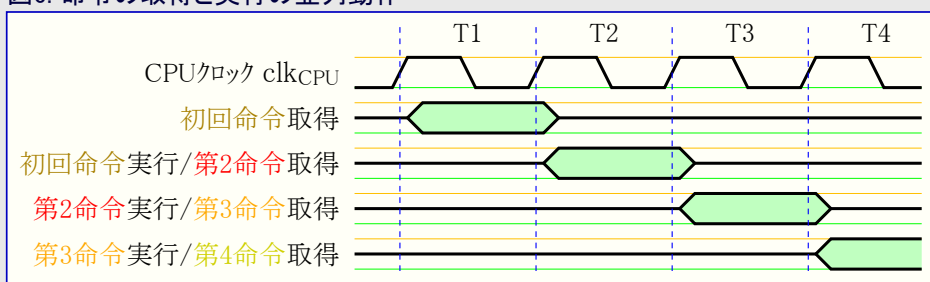 T1 T2 T3 T4
CPUクロック clkCPU
初回命令取得
初回命令実行/第2命令取得
第2命令実行/第3命令取得
第3命令実行/第4命令取得